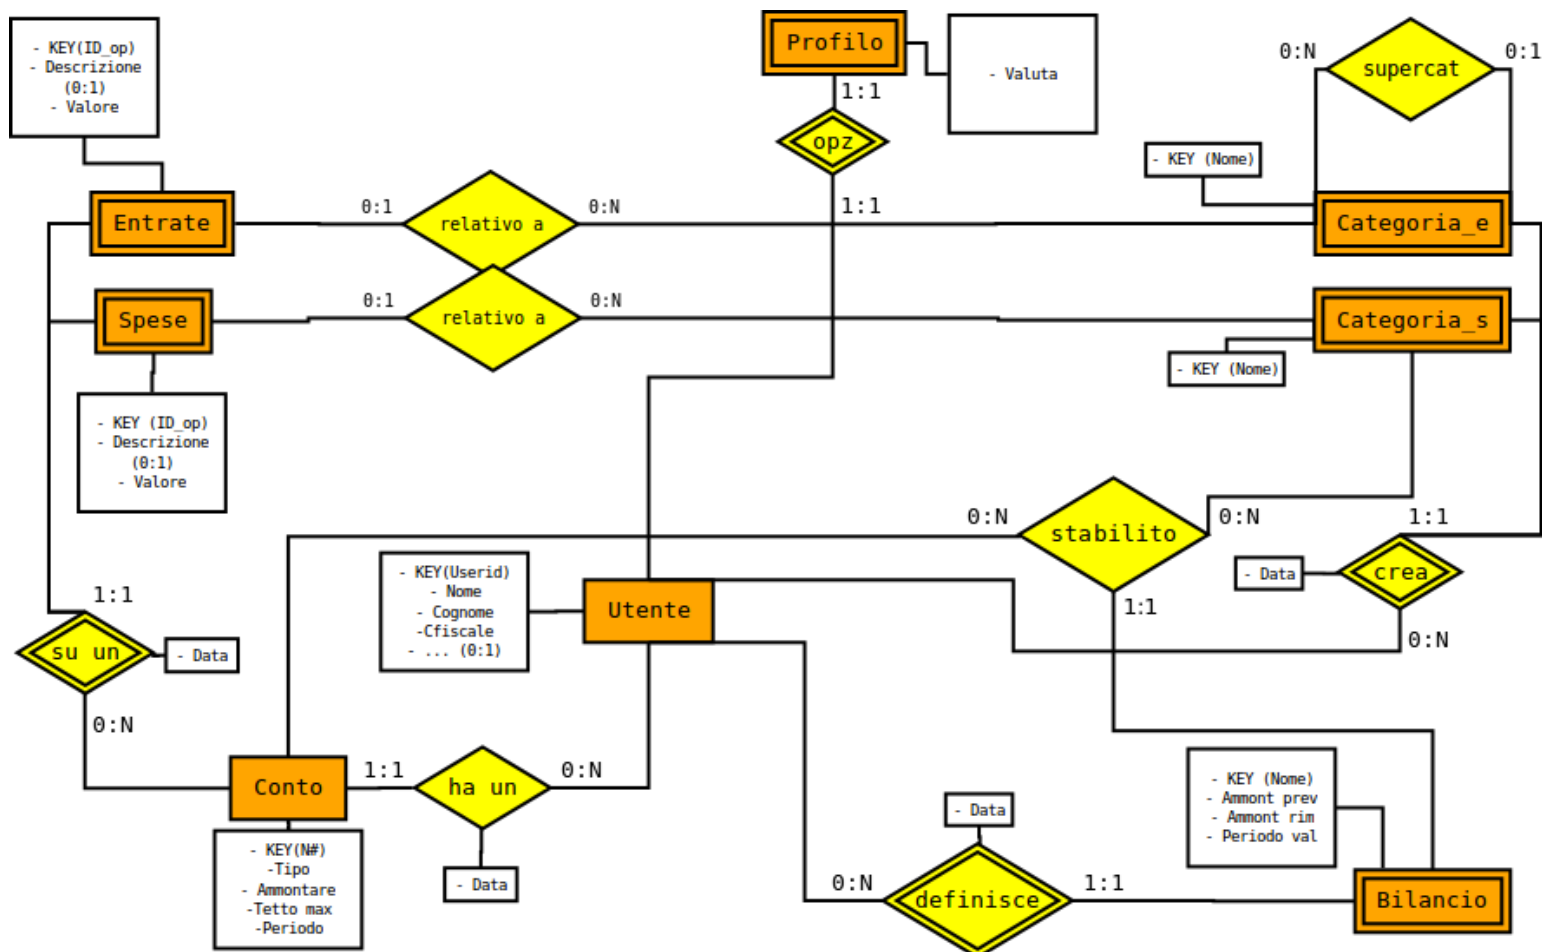 - KEY(ID_op)
- Descrizione
(0:1)
- Valore
Profilo
- Valuta
1:1
opz
1:1
0:N
supercat
0:1
- KEY (Nome)
Entrate
0:1
relativo a
0:N
Categoria_e
Spese
0:1
relativo a
0:N
Categoria_s
- KEY (Nome)
- KEY (ID_op)
- Descrizione
(0:1)
- Valore
0:N
stabilito
0:N
1:1
1:1
- Data
crea
0:N
- KEY(Userid)
- Nome
- Cognome
-Cfiscale
- ... (0:1)
Utente
1:1
su un
- Data
0:N
Conto
1:1
ha un
0:N
- Data
- KEY(N#)
-Tipo
- Ammontare
-Tetto max
-Periodo
- Data
0:N
definisce
1:1
- KEY (Nome)
- Ammont prev
- Ammont rim
- Periodo val
Bilancio